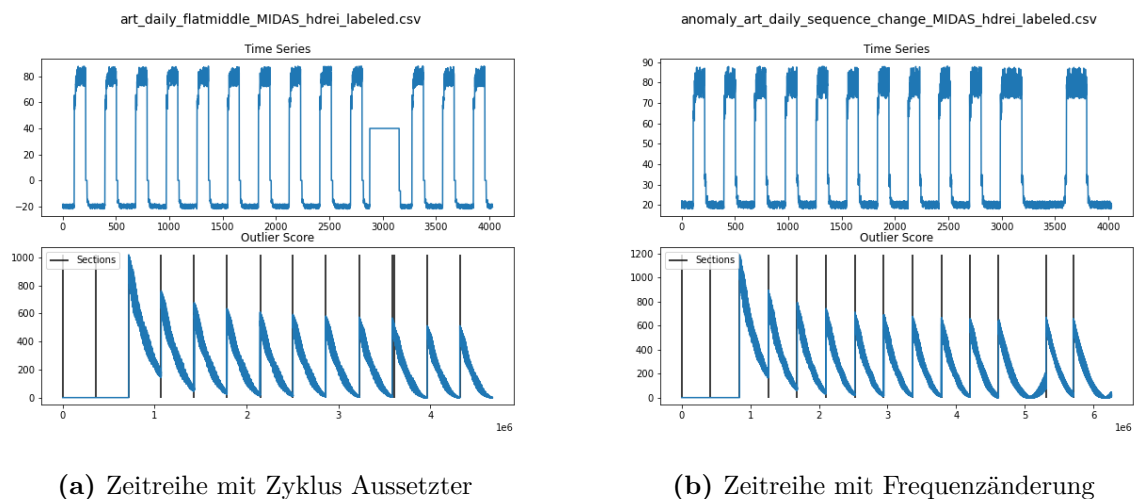 art_daily_flatmiddle_MIDAS_hdrei_labeled.csv
Time Series
80
60
40
20
0
−20
0 500 1000 1500 2000 2500 3000 3500 4000
Outlier Score
1000
800
600
400
200
0
Sections
0 1 2 3 4
1e6
(a) Zeitreihe mit Zyklus Aussetzter
anomaly_art_daily_sequence_change_MIDAS_hdrei_labeled.csv
Time Series
90
80
70
60
50
40
30
20
0 500 1000 1500 2000 2500 3000 3500 4000
Outlier Score
1200
1000
800
600
400
200
0
Sections
0 1 2 3 4 5 6
1e6
(b) Zeitreihe mit Frequenzänderung